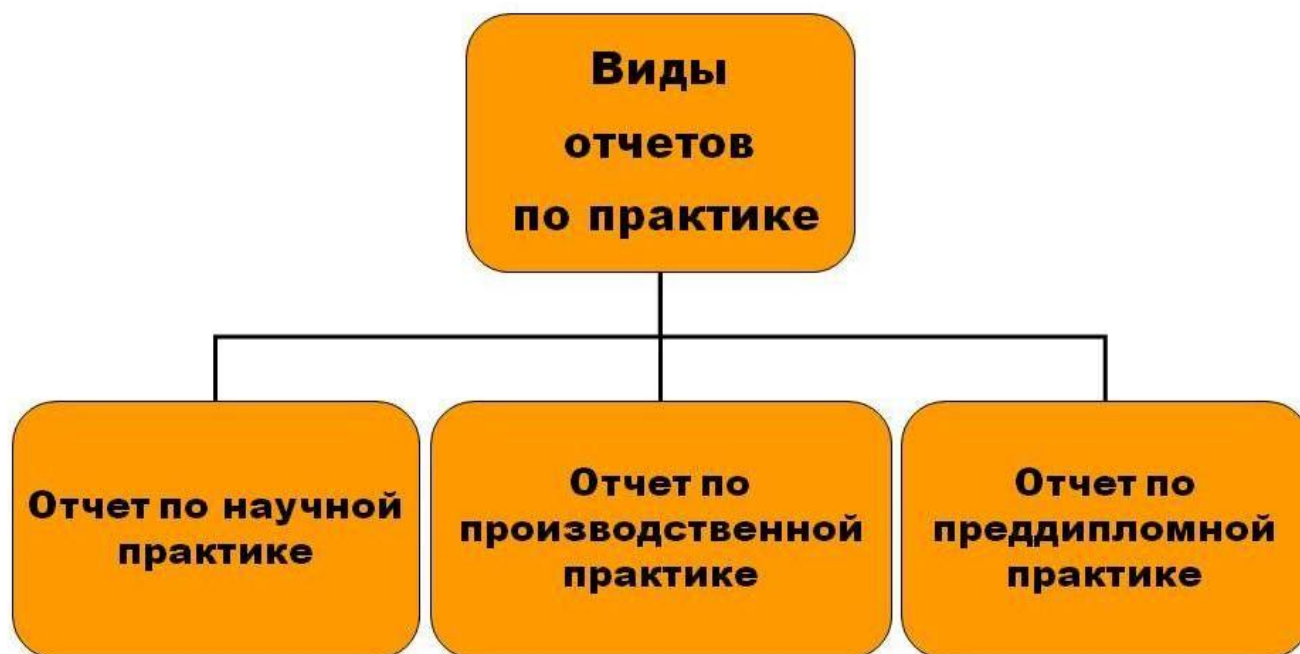 Виды
отчетов
по практике
Отчет по научной
практике
Отчет по
производственной
практике
Отчет по
преддипломной
практике